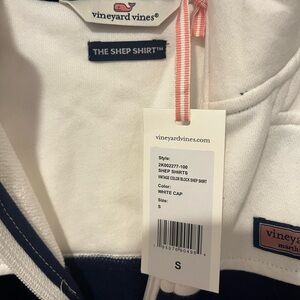 vineyard vines®
THE SHEP SHIRT™
vineyardvines.com
Style:
2K002277-100
SHEP SHIRTS
VINTAGE COLOR BLOCK SHEP SHIRT
Color:
WHITE CAP
Size:
S
S